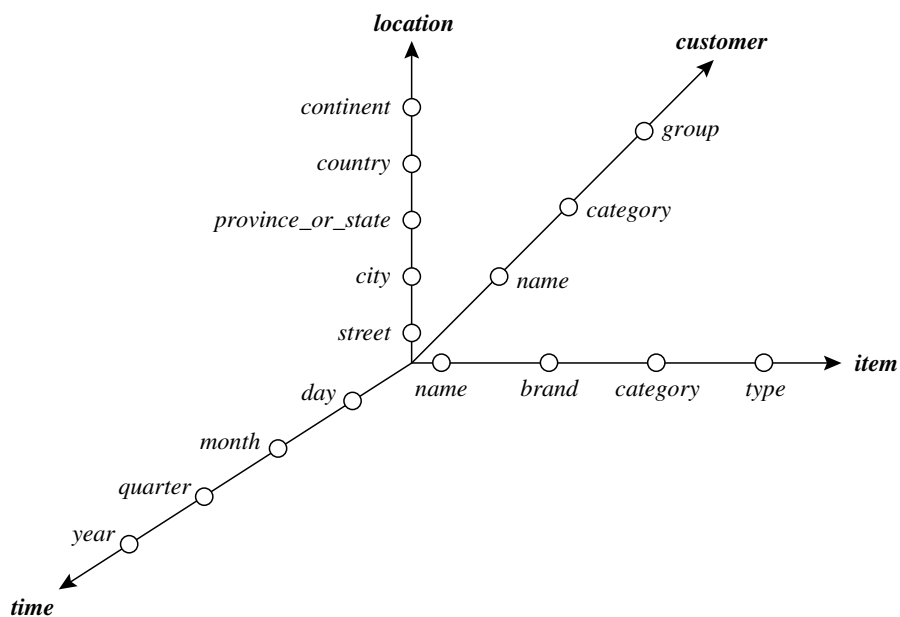 location
customer
continent
group
country
category
province_or_state
city
name
street
item
day
name brand category type
month
quarter
year
time